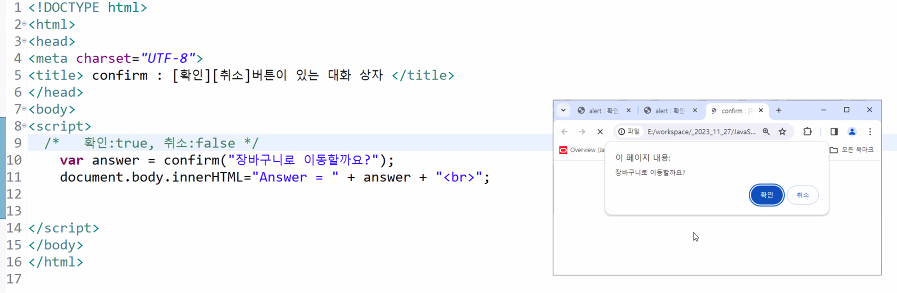 1 <!DOCTYPE html>
2 <html>
3 <head>
4 <meta charset="UTF-8">
5 <title> confirm : [확인][취소]버튼이 있는 대화 상자 </title>
6 </head>
7 <body>
8 <script>
9 /*   확인:true, 취소:false */
10 var answer = confirm("장바구니로 이동할까요?");
11 document.body.innerHTML="Answer = " + answer + "<br>";
12
13
14 </script>
15 </body>
16 </html>
17
alert : 확인
alert : 확인
confirm : [
파일 E:/workspace/_2023_11_27/JavaS...
Overview (Ja
모든 북마크
이 페이지 내용:
장바구니로 이동할까요?
확인 취소